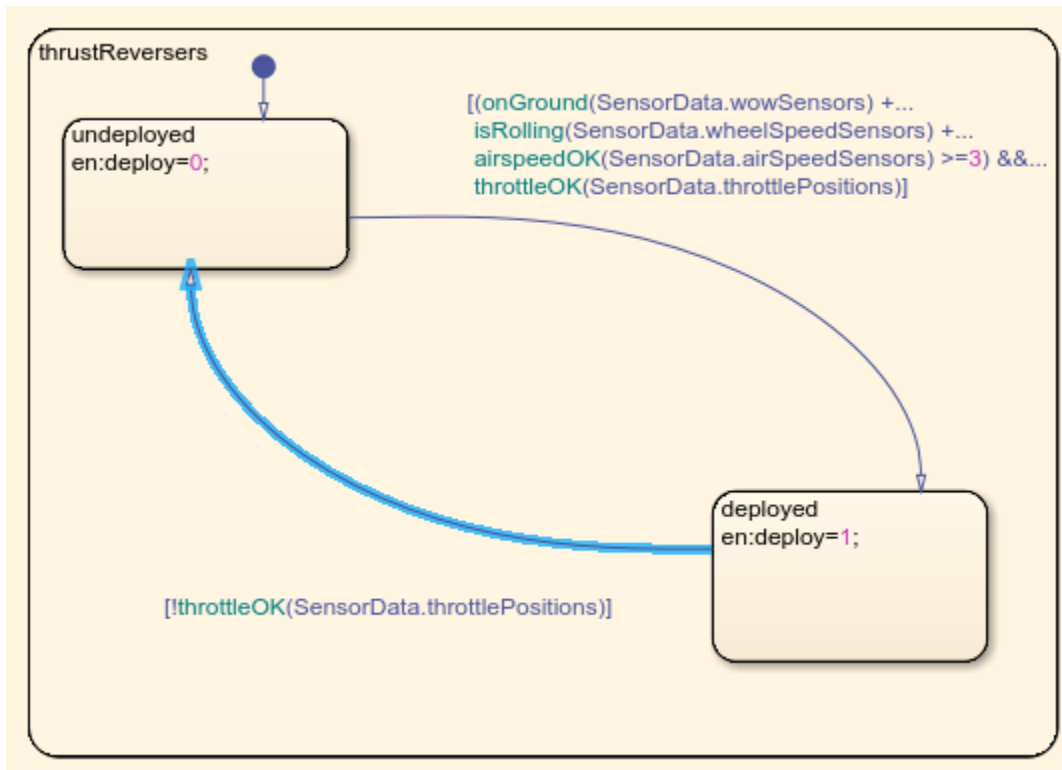 thrustReversers
undeployed
en:deploy=0;
[(onGround(SensorData.wowSensors) +...
isRolling(SensorData.wheelSpeedSensors) +...
airspeedOK(SensorData.airSpeedSensors) >=3) &&...
throttleOK(SensorData.throttlePositions)]
deployed
en:deploy=1;
[!throttleOK(SensorData.throttlePositions)]